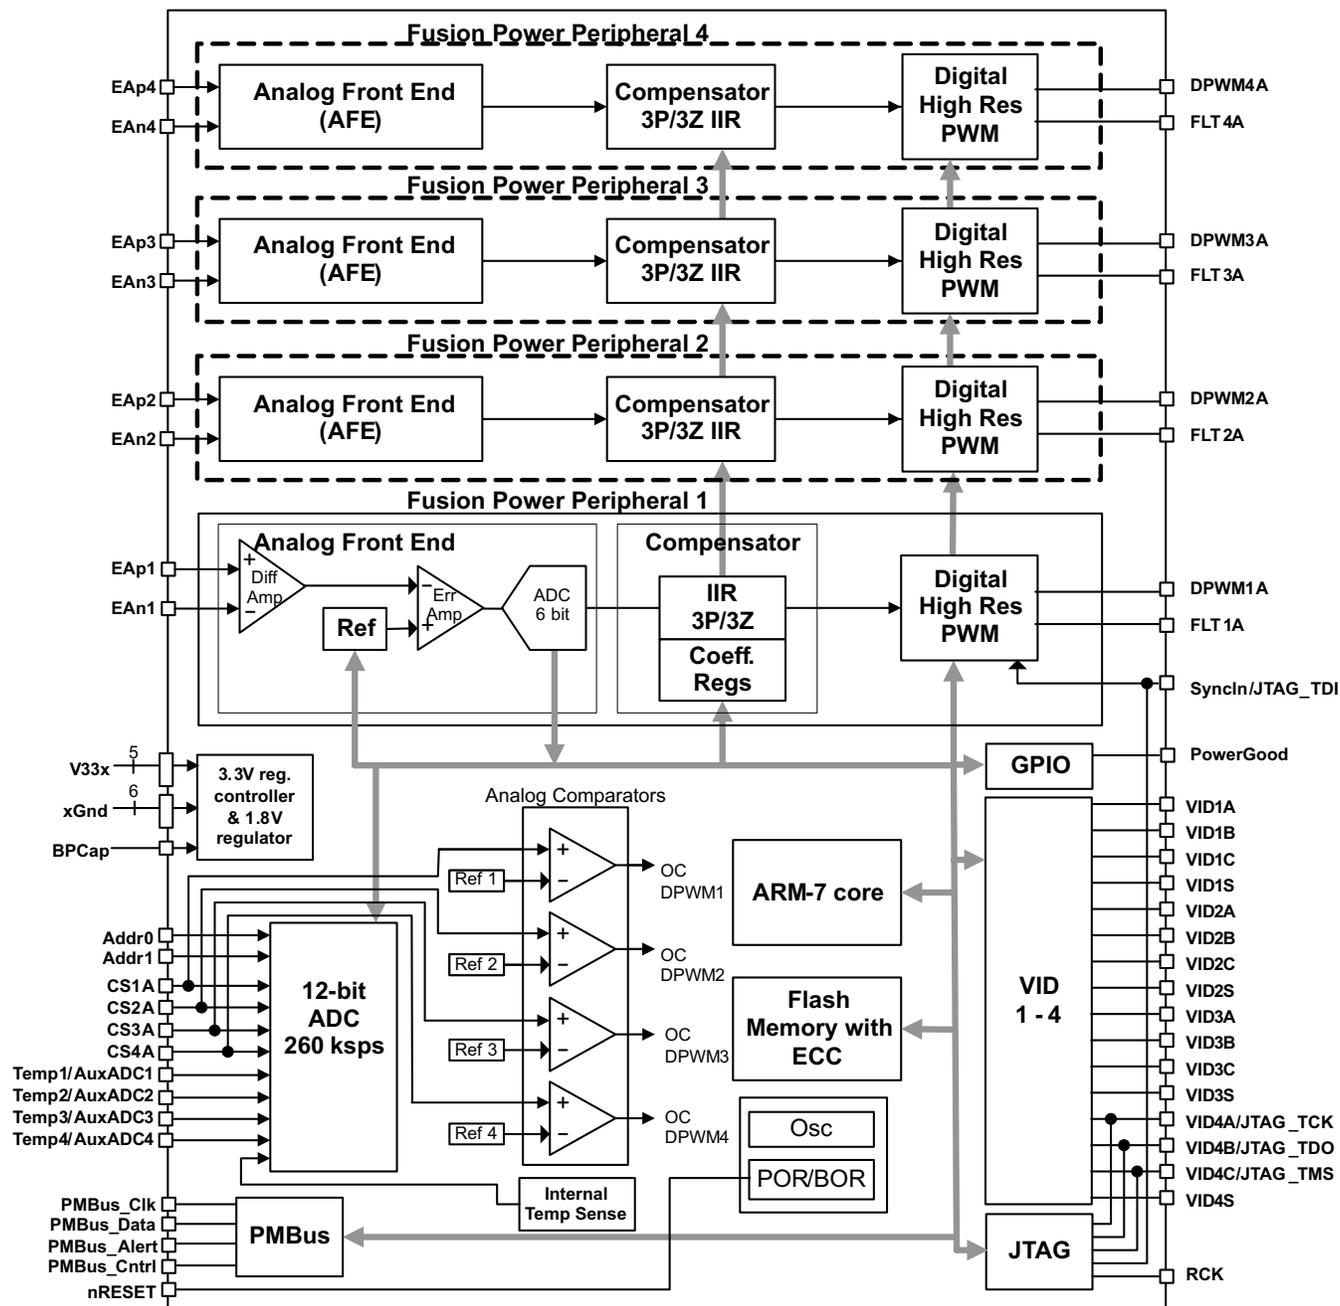 Fusion Power Peripheral 4
EAp4
EAn4
Analog Front End
(AFE)
Compensator
3P/3Z IIR
Digital
High Res
PWM
DPWM4A
FLT4A
Fusion Power Peripheral 3
EAp3
EAn3
Analog Front End
(AFE)
Compensator
3P/3Z IIR
Digital
High Res
PWM
DPWM3A
FLT3A
Fusion Power Peripheral 2
EAp2
EAn2
Analog Front End
(AFE)
Compensator
3P/3Z IIR
Digital
High Res
PWM
DPWM2A
FLT2A
Fusion Power Peripheral 1
EAp1
EAn1
Analog Front End
+
Diff
Amp
−
Ref
−
Err
Amp
+
ADC
6 bit
Compensator
IIR
3P/3Z
Coeff.
Regs
Digital
High Res
PWM
DPWM1A
FLT1A
SyncIn/JTAG_TDI
V33x
5
xGnd
6
BPCap
3.3V reg.
controller
& 1.8V
regulator
GPIO
PowerGood
Analog Comparators
Ref 1
+
−
OC
DPWM1
Ref 2
+
−
OC
DPWM2
Ref 3
+
−
OC
DPWM3
Ref 4
+
−
OC
DPWM4
Addr0
Addr1
CS1A
CS2A
CS3A
CS4A
Temp1/AuxADC1
Temp2/AuxADC2
Temp3/AuxADC3
Temp4/AuxADC4
12-bit
ADC
260 ksps
ARM-7 core
Flash
Memory with
ECC
Osc
POR/BOR
Internal
Temp Sense
VID
1 - 4
VID1A
VID1B
VID1C
VID1S
VID2A
VID2B
VID2C
VID2S
VID3A
VID3B
VID3C
VID3S
VID4A/JTAG_TCK
VID4B/JTAG_TDO
VID4C/JTAG_TMS
VID4S
PMBus_Clk
PMBus_Data
PMBus_Alert
PMBus_Cntrl
nRESET
PMBus
JTAG
RCK